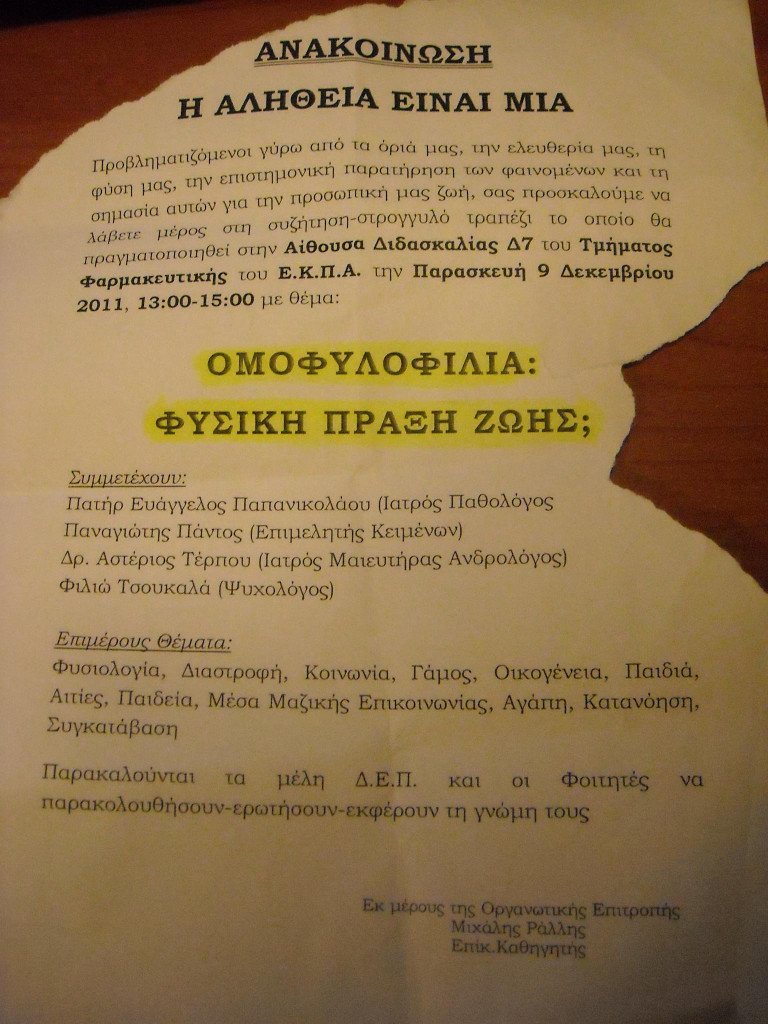 ΑΝΑΚΟΙΝΩΣΗ
Η ΑΛΗΘΕΙΑ ΕΙΝΑΙ ΜΙΑ
Προβληματιζόμενοι γύρω από τα όριά μας, την ελευθερία μας, τη
φύση μας, την επιστημονική παρατήρηση των φαινομένων και τη
σημασία αυτών για την προσωπική μας ζωή, σας προσκαλούμε να
λάβετε μέρος στη συζήτηση-στρογγυλό τραπέζι το οποίο θα
πραγματοποιηθεί στην Αίθουσα Διδασκαλίας Δ7 του Τμήματος
Φαρμακευτικής του Ε.Κ.Π.Α. την Παρασκευή 9 Δεκεμβρίου
2011, 13:00-15:00 με θέμα:
ΟΜΟΦΥΛΟΦΙΛΙΑ:
ΦΥΣΙΚΗ ΠΡΑΞΗ ΖΩΗΣ;
Συμμετέχουν:
Πατήρ Ευάγγελος Παπανικολάου (Ιατρός Παθολόγος
Παναγιώτης Πάντος (Επιμελητής Κειμένων)
Δρ. Αστέριος Τέρπου (Ιατρός Μαιευτήρας Ανδρολόγος)
Φιλιώ Τσουκαλά (Ψυχολόγος)
Επιμέρους Θέματα:
Φυσιολογία, Διαστροφή, Κοινωνία, Γάμος, Οικογένεια, Παιδιά,
Αιτίες, Παιδεία, Μέσα Μαζικής Επικοινωνίας, Αγάπη, Κατανόηση,
Συγκατάβαση
Παρακαλούνται τα μέλη Δ.Ε.Π. και οι Φοιτητές να
παρακολουθήσουν-ερωτήσουν-εκφέρουν τη γνώμη τους
Εκ μέρους της Οργανωτικής Επιτροπής
Μιχάλης Ράλλης
Επίκ.Καθηγητής